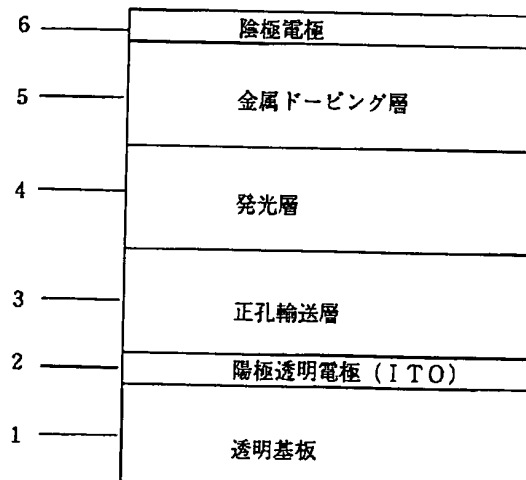 6 陰極電極
5 金属ドーピング層
4 発光層
3 正孔輸送層
2 陽極透明電極(ITO)
1 透明基板